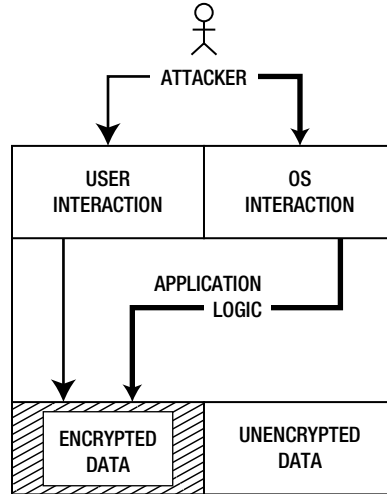 ATTACKER
USER
INTERACTION
OS
INTERACTION
APPLICATION
LOGIC
ENCRYPTED
DATA
UNENCRYPTED
DATA